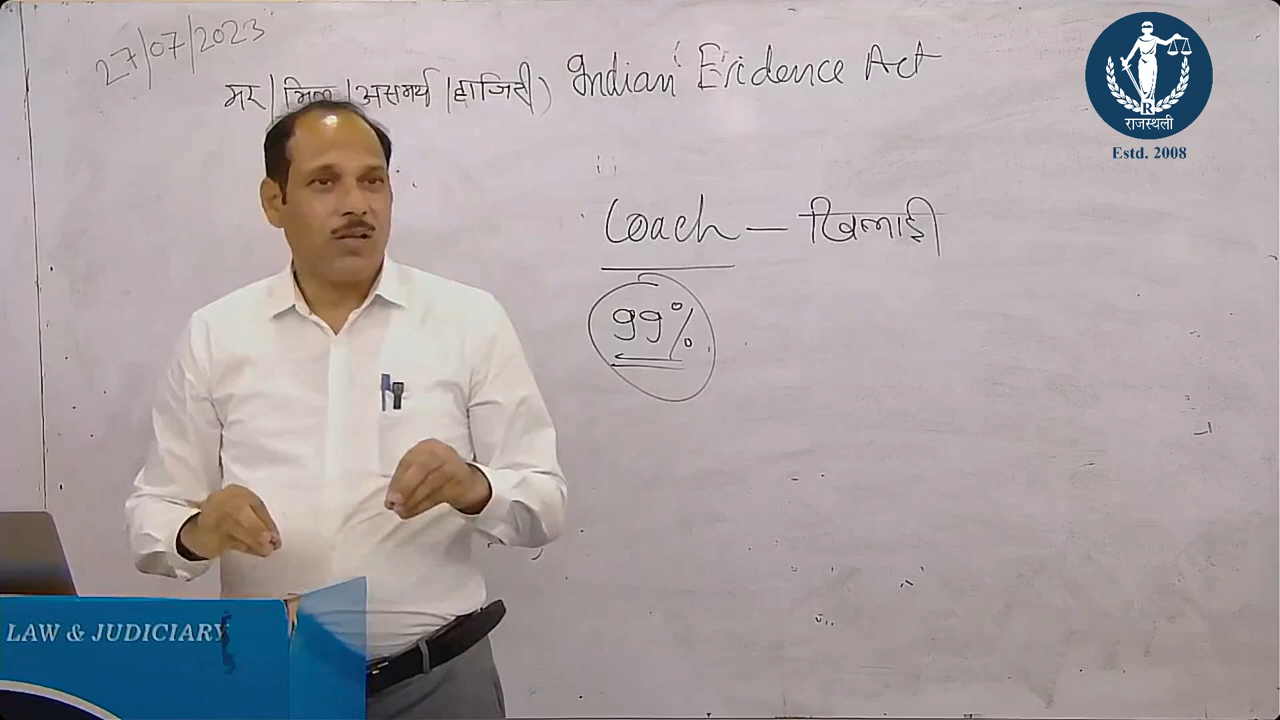 27/07/2023
मर / मिल / असमर्थ / हाजिरी) Indian Evidence Act
Coach — खिलाड़ी
99%
राजस्थली
Estd. 2008
R
LAW & JUDICIARY